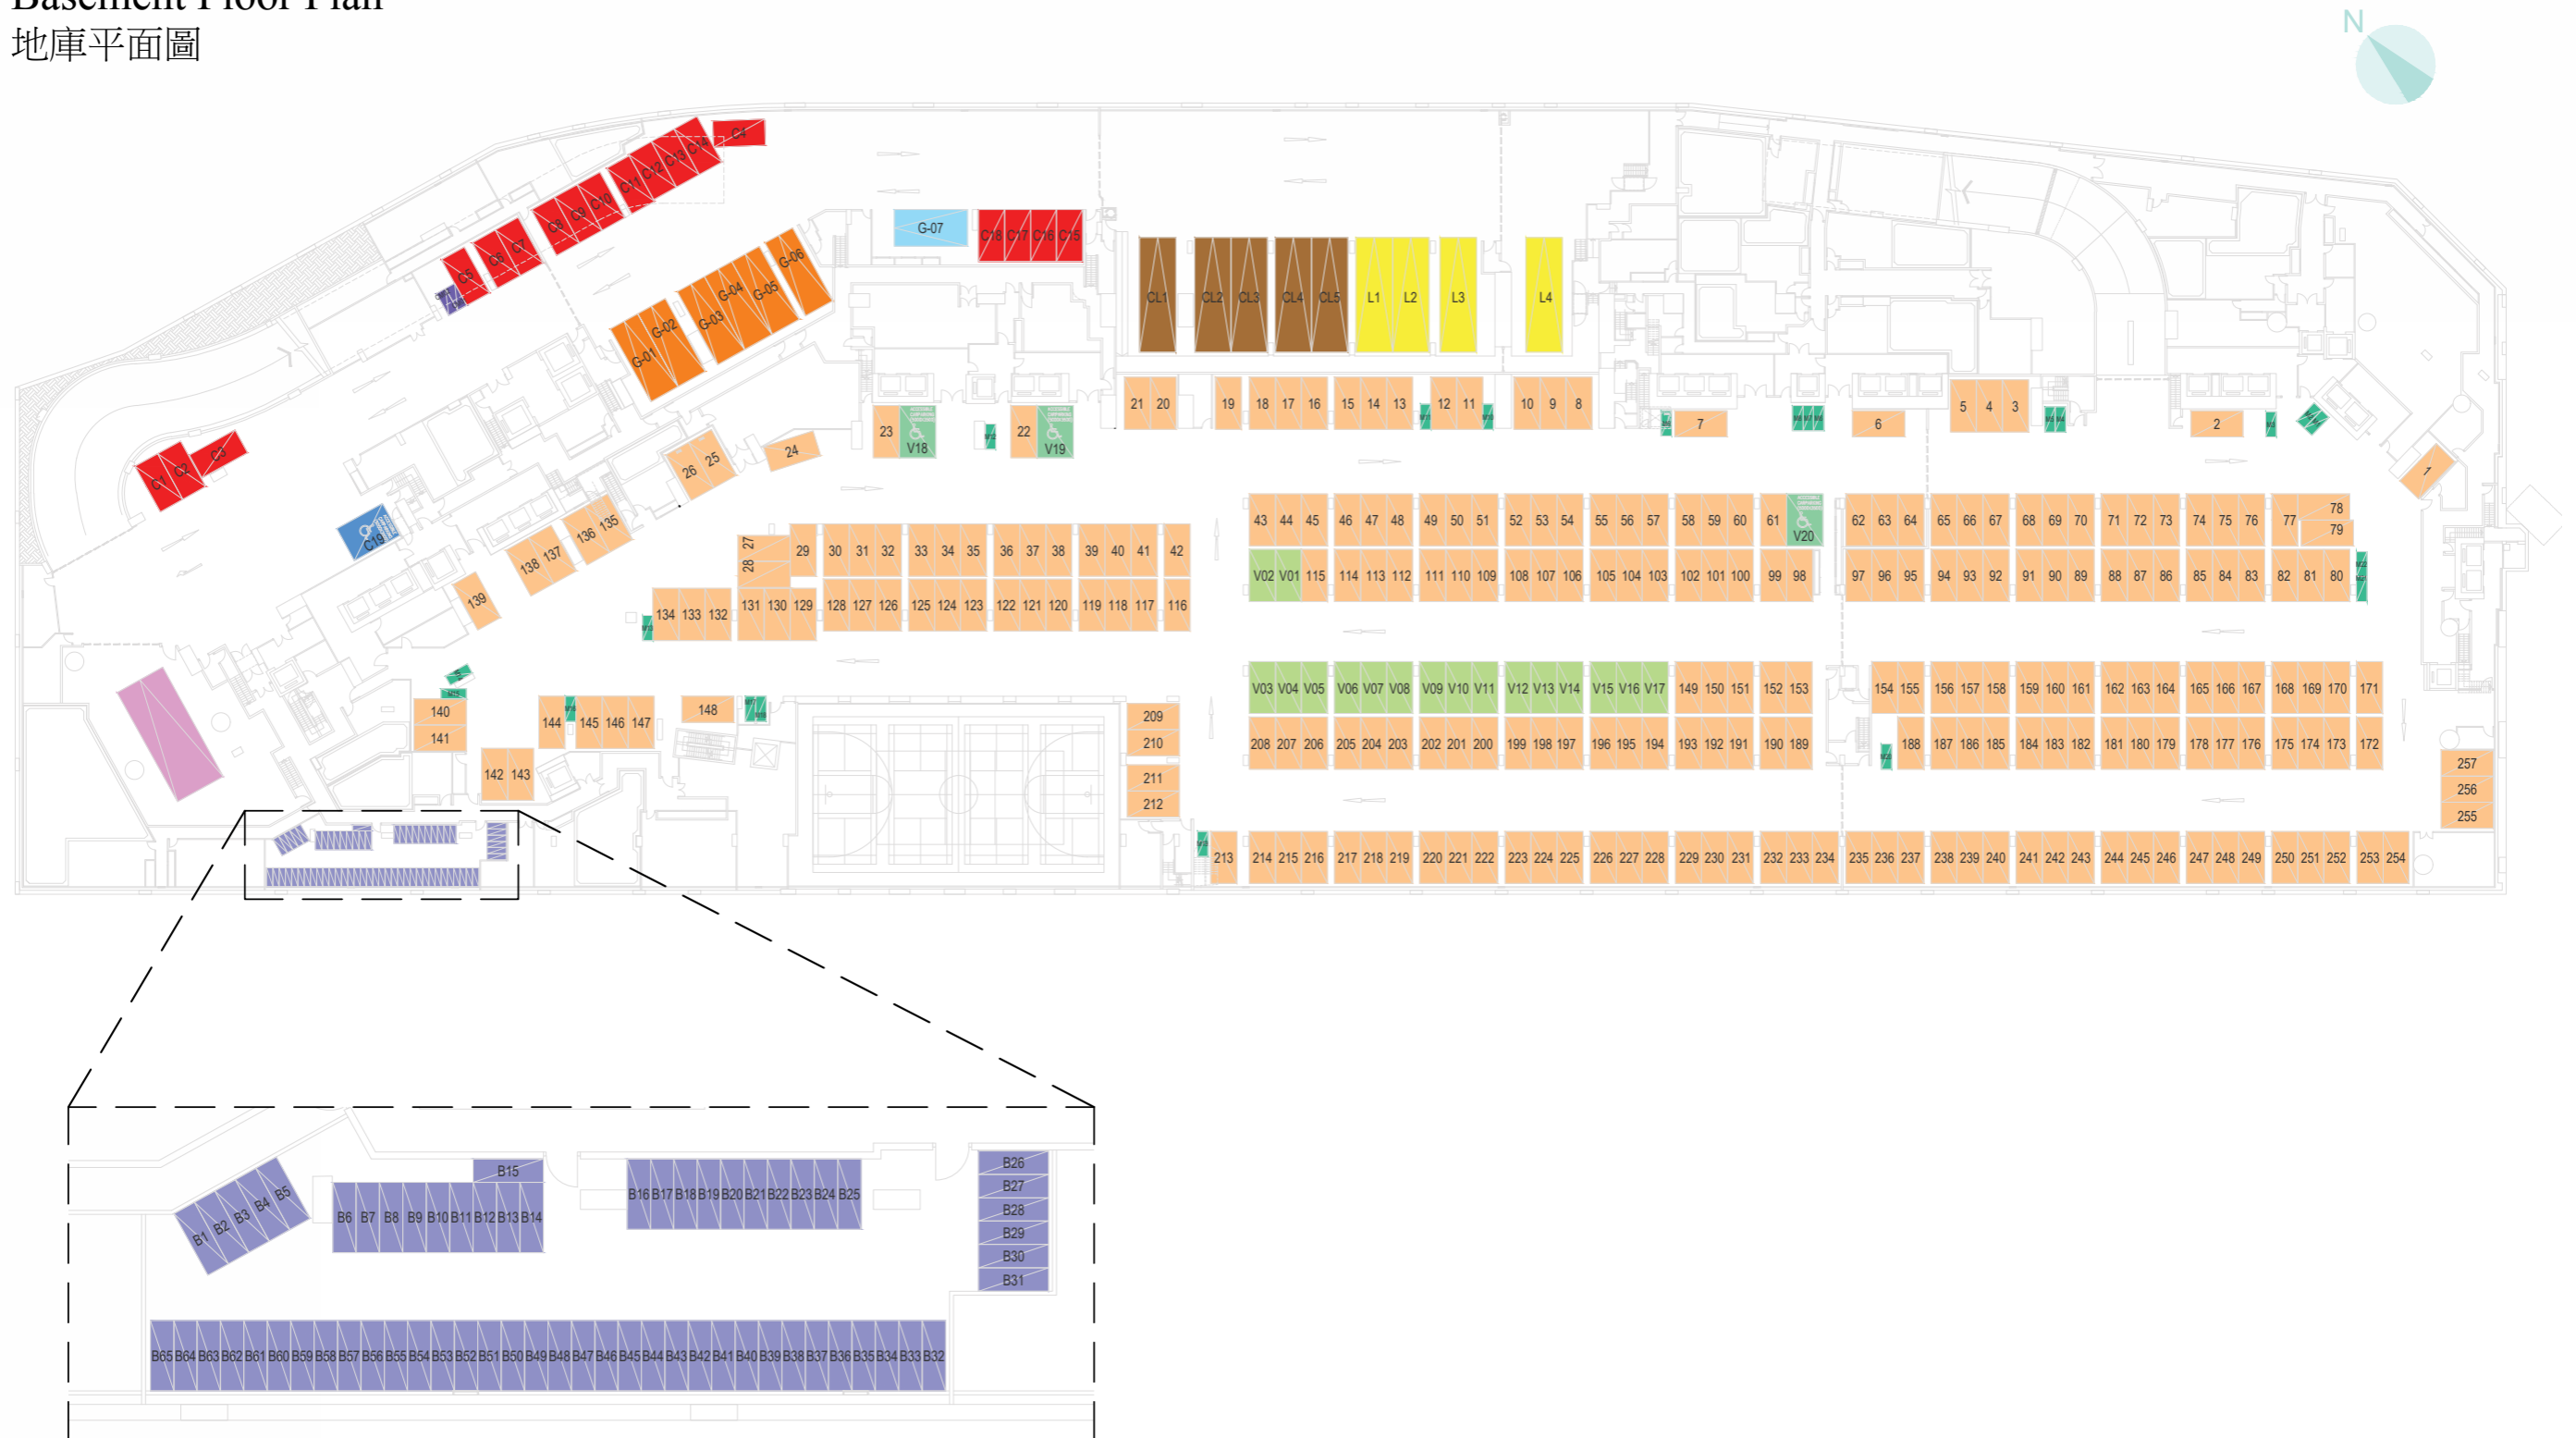 Basement Floor Plan
地庫平面圖
N
C4
C11 C12 C13 C14
C8 C9 C10
C6 C7
C5
G-07
C18 C17 C16 C15
G-06
G-04 G-05
G-03
G-02
G-01
CL1 CL2 CL3 CL4 CL5 L1 L2 L3 L4
21 20 19 18 17 16 15 14 13 12 11 10 9 8
5 4 3
7 6 2
23 V18 22 V19
C1 C2 C3
26 25 24
1
C19
138 137 136 135
139
43 44 45 46 47 48 49 50 51 52 53 54 55 56 57 58 59 60 61 V20 62 63 64 65 66 67 68 69 70 71 72 73 74 75 76 77 78
79
27
28
29 30 31 32 33 34 35 36 37 38 39 40 41 42
V02 V01 115 114 113 112 111 110 109 108 107 106 105 104 103 102 101 100 99 98 97 96 95 94 93 92 91 90 89 88 87 86 85 84 83 82 81 80
134 133 132 131 130 129 128 127 126 125 124 123 122 121 120 119 118 117 116
V03 V04 V05 V06 V07 V08 V09 V10 V11 V12 V13 V14 V15 V16 V17 149 150 151 152 153 154 155 156 157 158 159 160 161 162 163 164 165 166 167 168 169 170 171
140
141
144 145 146 147 148
142 143
209
210
211
212
208 207 206 205 204 203 202 201 200 199 198 197 196 195 194 193 192 191 190 189 188 187 186 185 184 183 182 181 180 179 178 177 176 175 174 173 172
257
256
255
213 214 215 216 217 218 219 220 221 222 223 224 225 226 227 228 229 230 231 232 233 234 235 236 237 238 239 240 241 242 243 244 245 246 247 248 249 250 251 252 253 254
B1 B2 B3 B4 B5
B15
B6 B7 B8 B9 B10 B11 B12 B13 B14
B16 B17 B18 B19 B20 B21 B22 B23 B24 B25
B26
B27
B28
B29
B30
B31
B65 B64 B63 B62 B61 B60 B59 B58 B57 B56 B55 B54 B53 B52 B51 B50 B49 B48 B47 B46 B45 B44 B43 B42 B41 B40 B39 B38 B37 B36 B35 B34 B33 B32